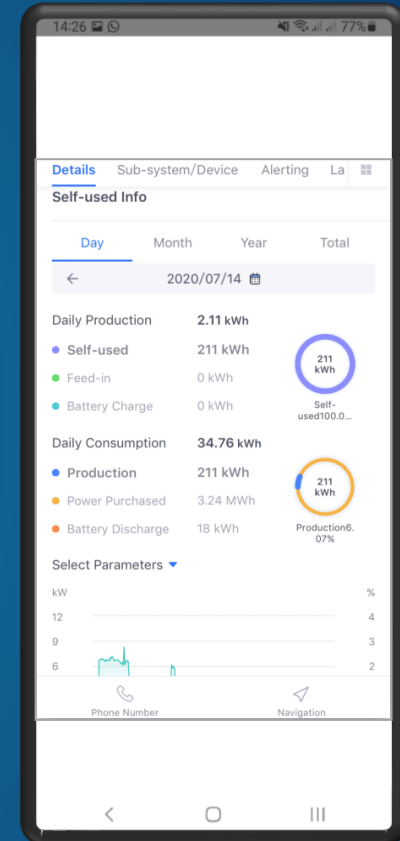 14:26 77%
Details Sub-system/Device Alerting La
Self-used Info
Day Month Year Total
2020/07/14
Daily Production 2.11 kWh
Self-used 211 kWh
Feed-in 0 kWh
Battery Charge 0 kWh
211
kWh
Self-
used100.0...
Daily Consumption 34.76 kWh
Production 211 kWh
Power Purchased 3.24 MWh
Battery Discharge 18 kWh
211
kWh
Production6.
07%
Select Parameters
kW %
12 4
9 3
6 2
Phone Number Navigation